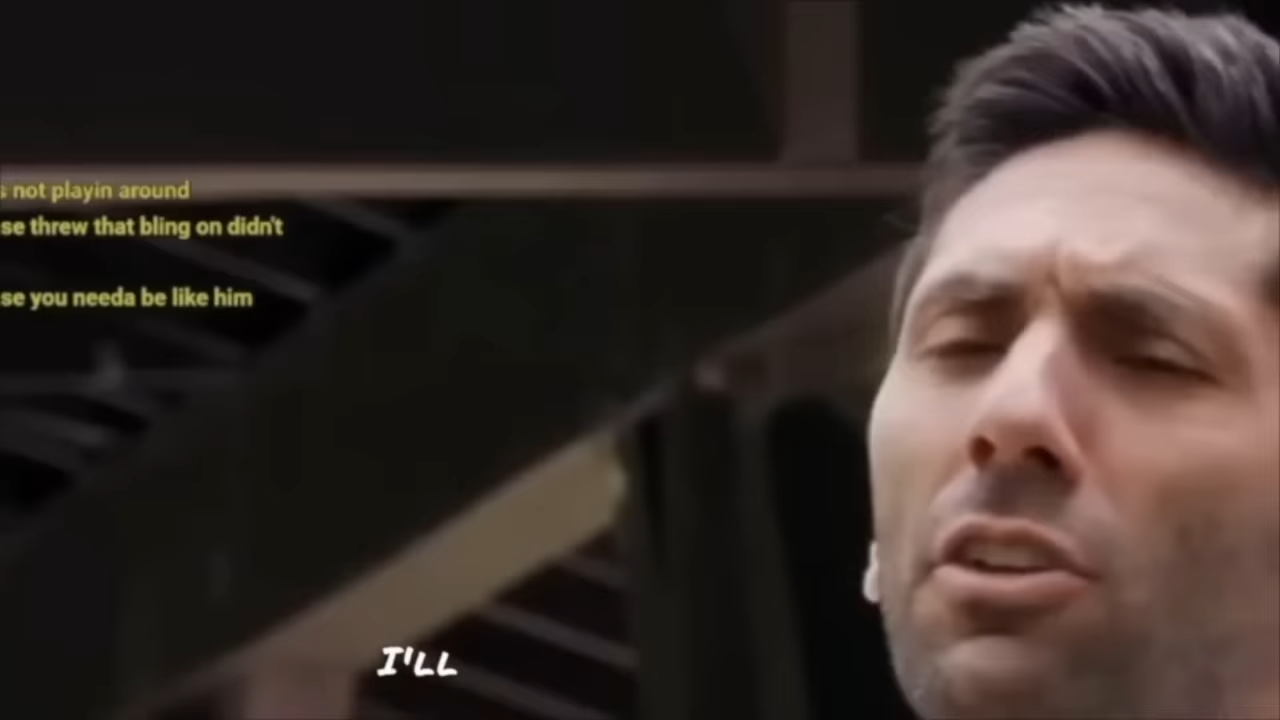 not playin around
se threw that bling on didn't
se you needa be like him
I'LL